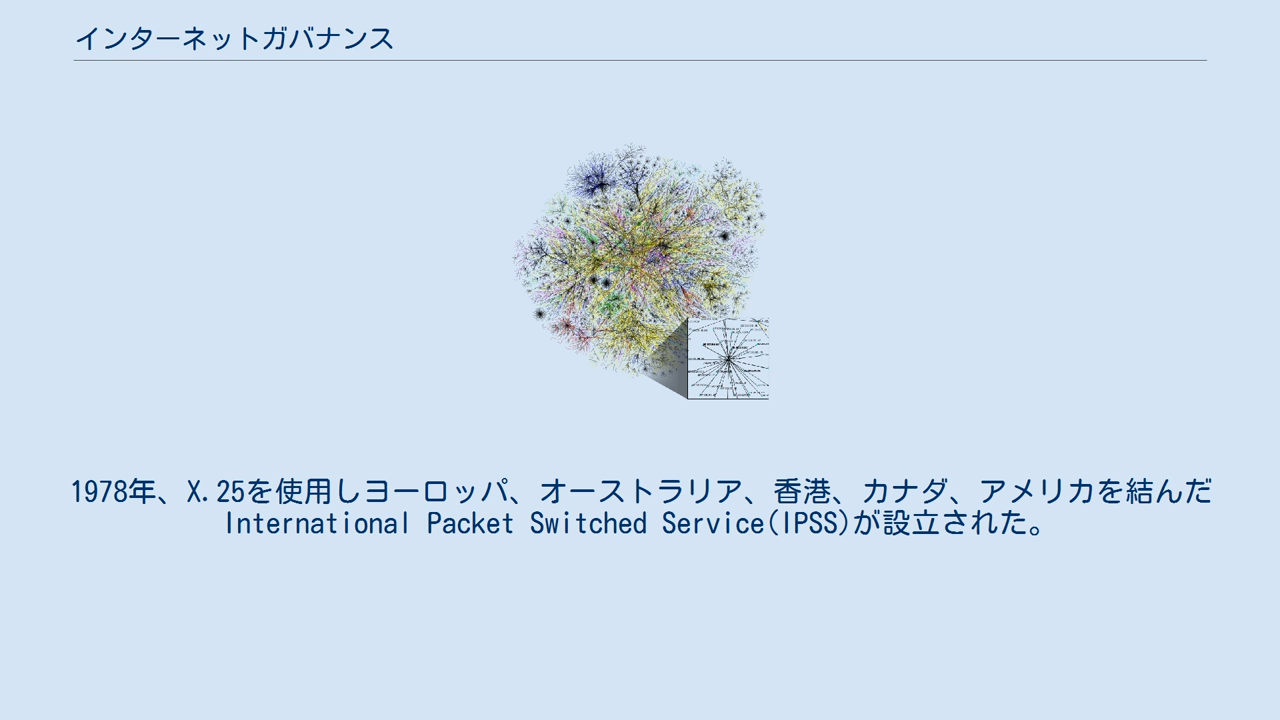 インターネットガバナンス
1978年、X.25を使用しヨーロッパ、オーストラリア、香港、カナダ、アメリカを結んだ
International Packet Switched Service(IPSS)が設立された。